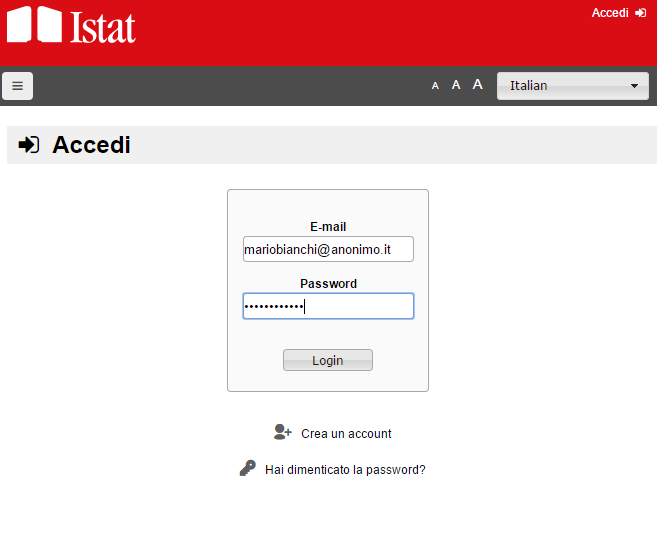 Istat
Accedi
A A A
Italian
Accedi
E-mail
mariobianchi@anonimo.it
Password
••••••••••••
Login
Crea un account
Hai dimenticato la password?